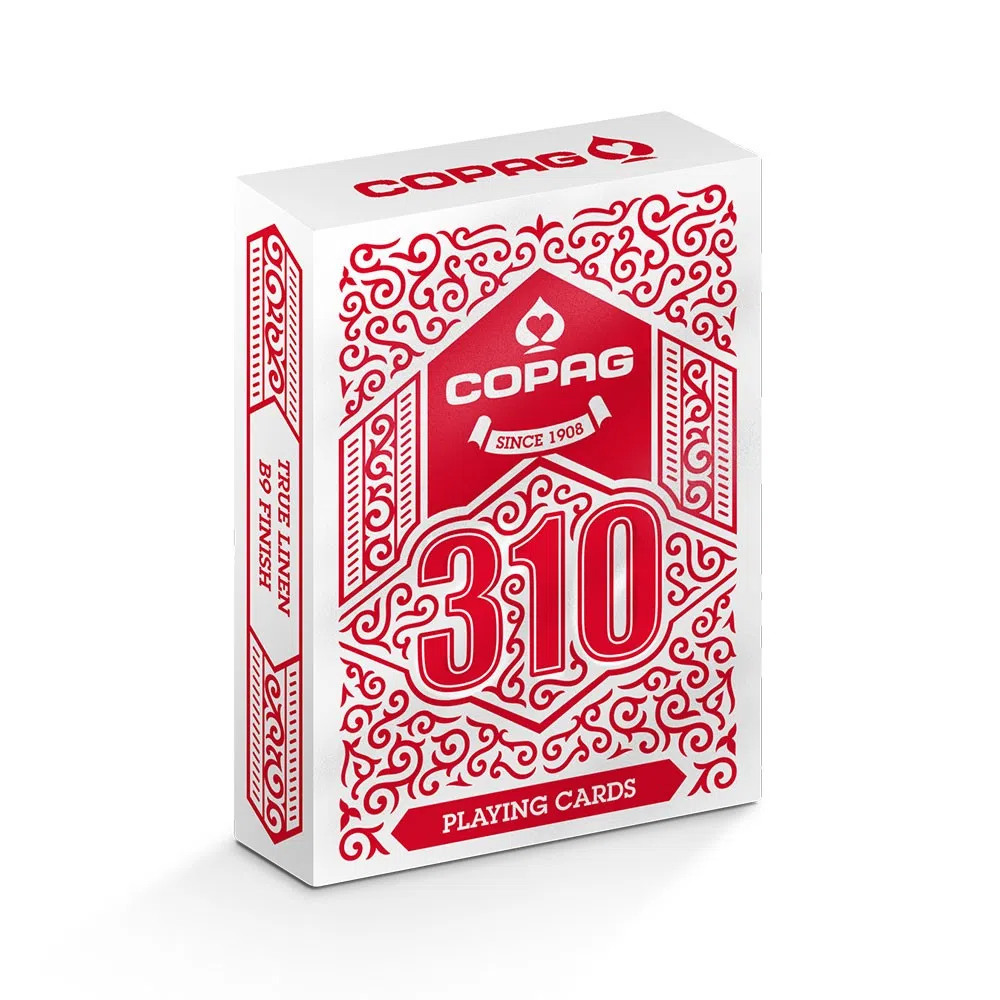 COPAG
COPAG
SINCE 1908
310
PLAYING CARDS
TRUE LINEN
B9 FINISH